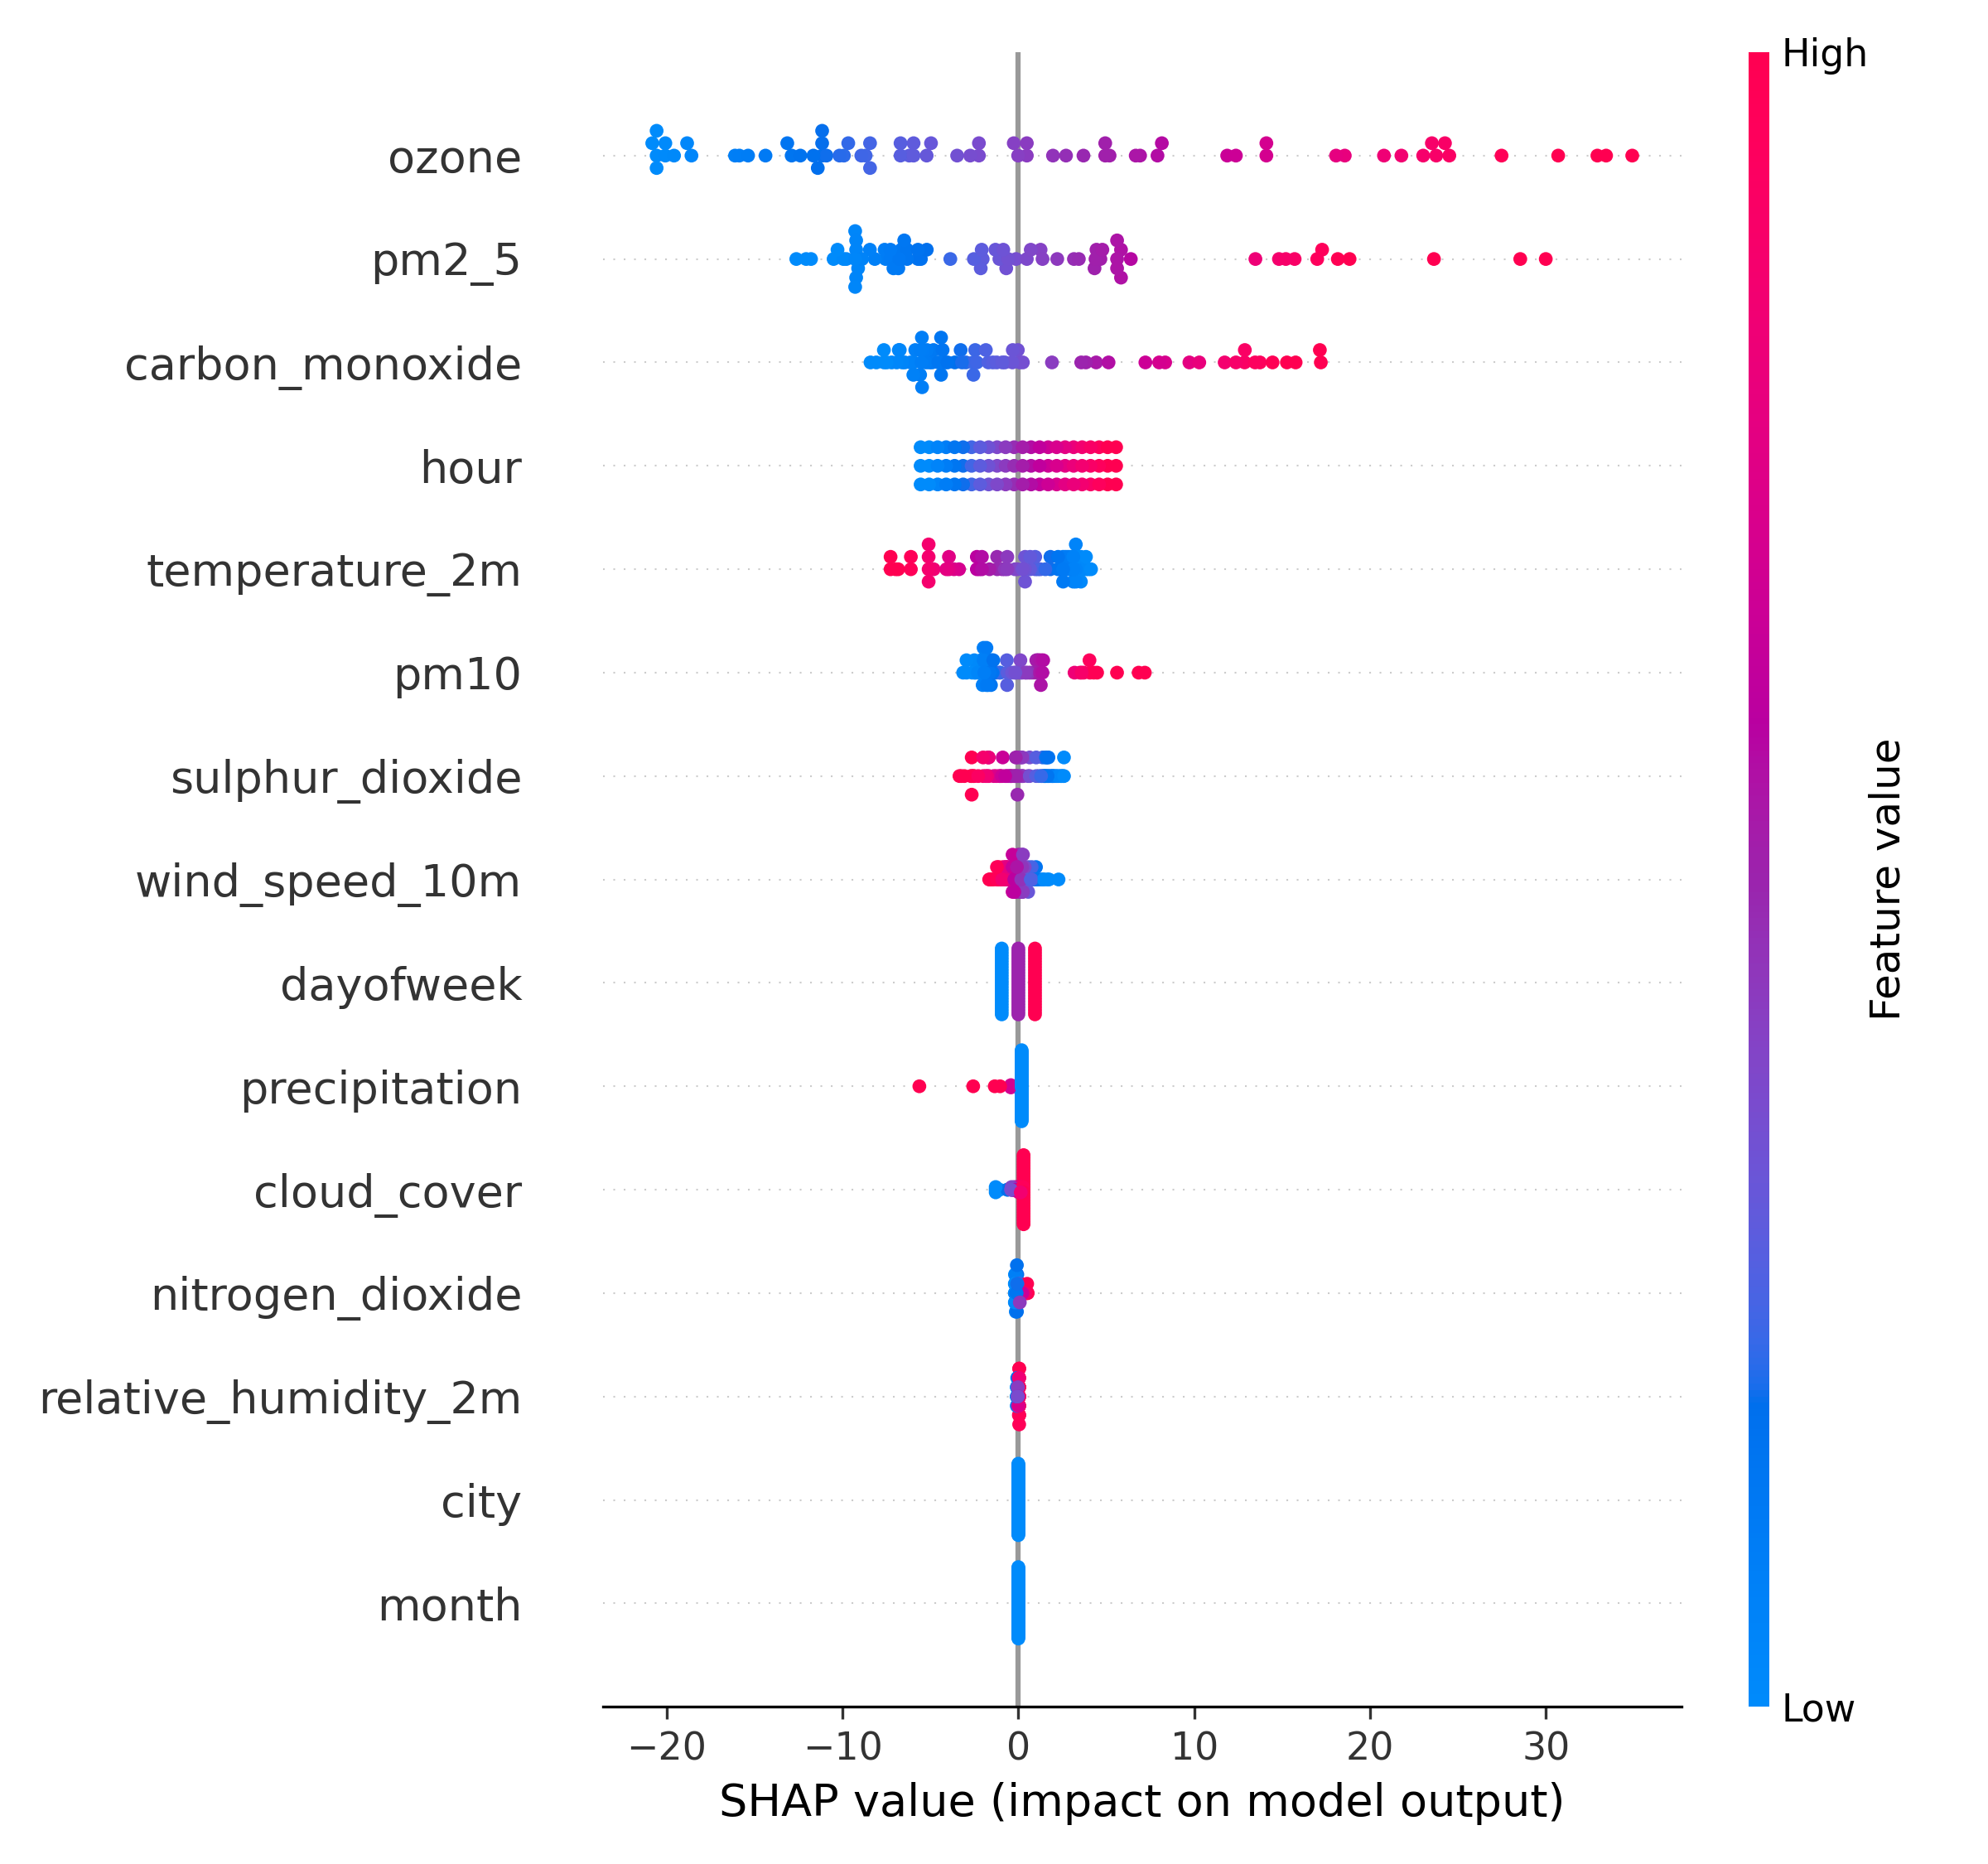 High
ozone
pm2_5
carbon_monoxide
hour
temperature_2m
pm10
sulphur_dioxide
wind_speed_10m
dayofweek
precipitation
cloud_cover
nitrogen_dioxide
relative_humidity_2m
city
month
Feature value
Low
−20 −10 0 10 20 30
SHAP value (impact on model output)